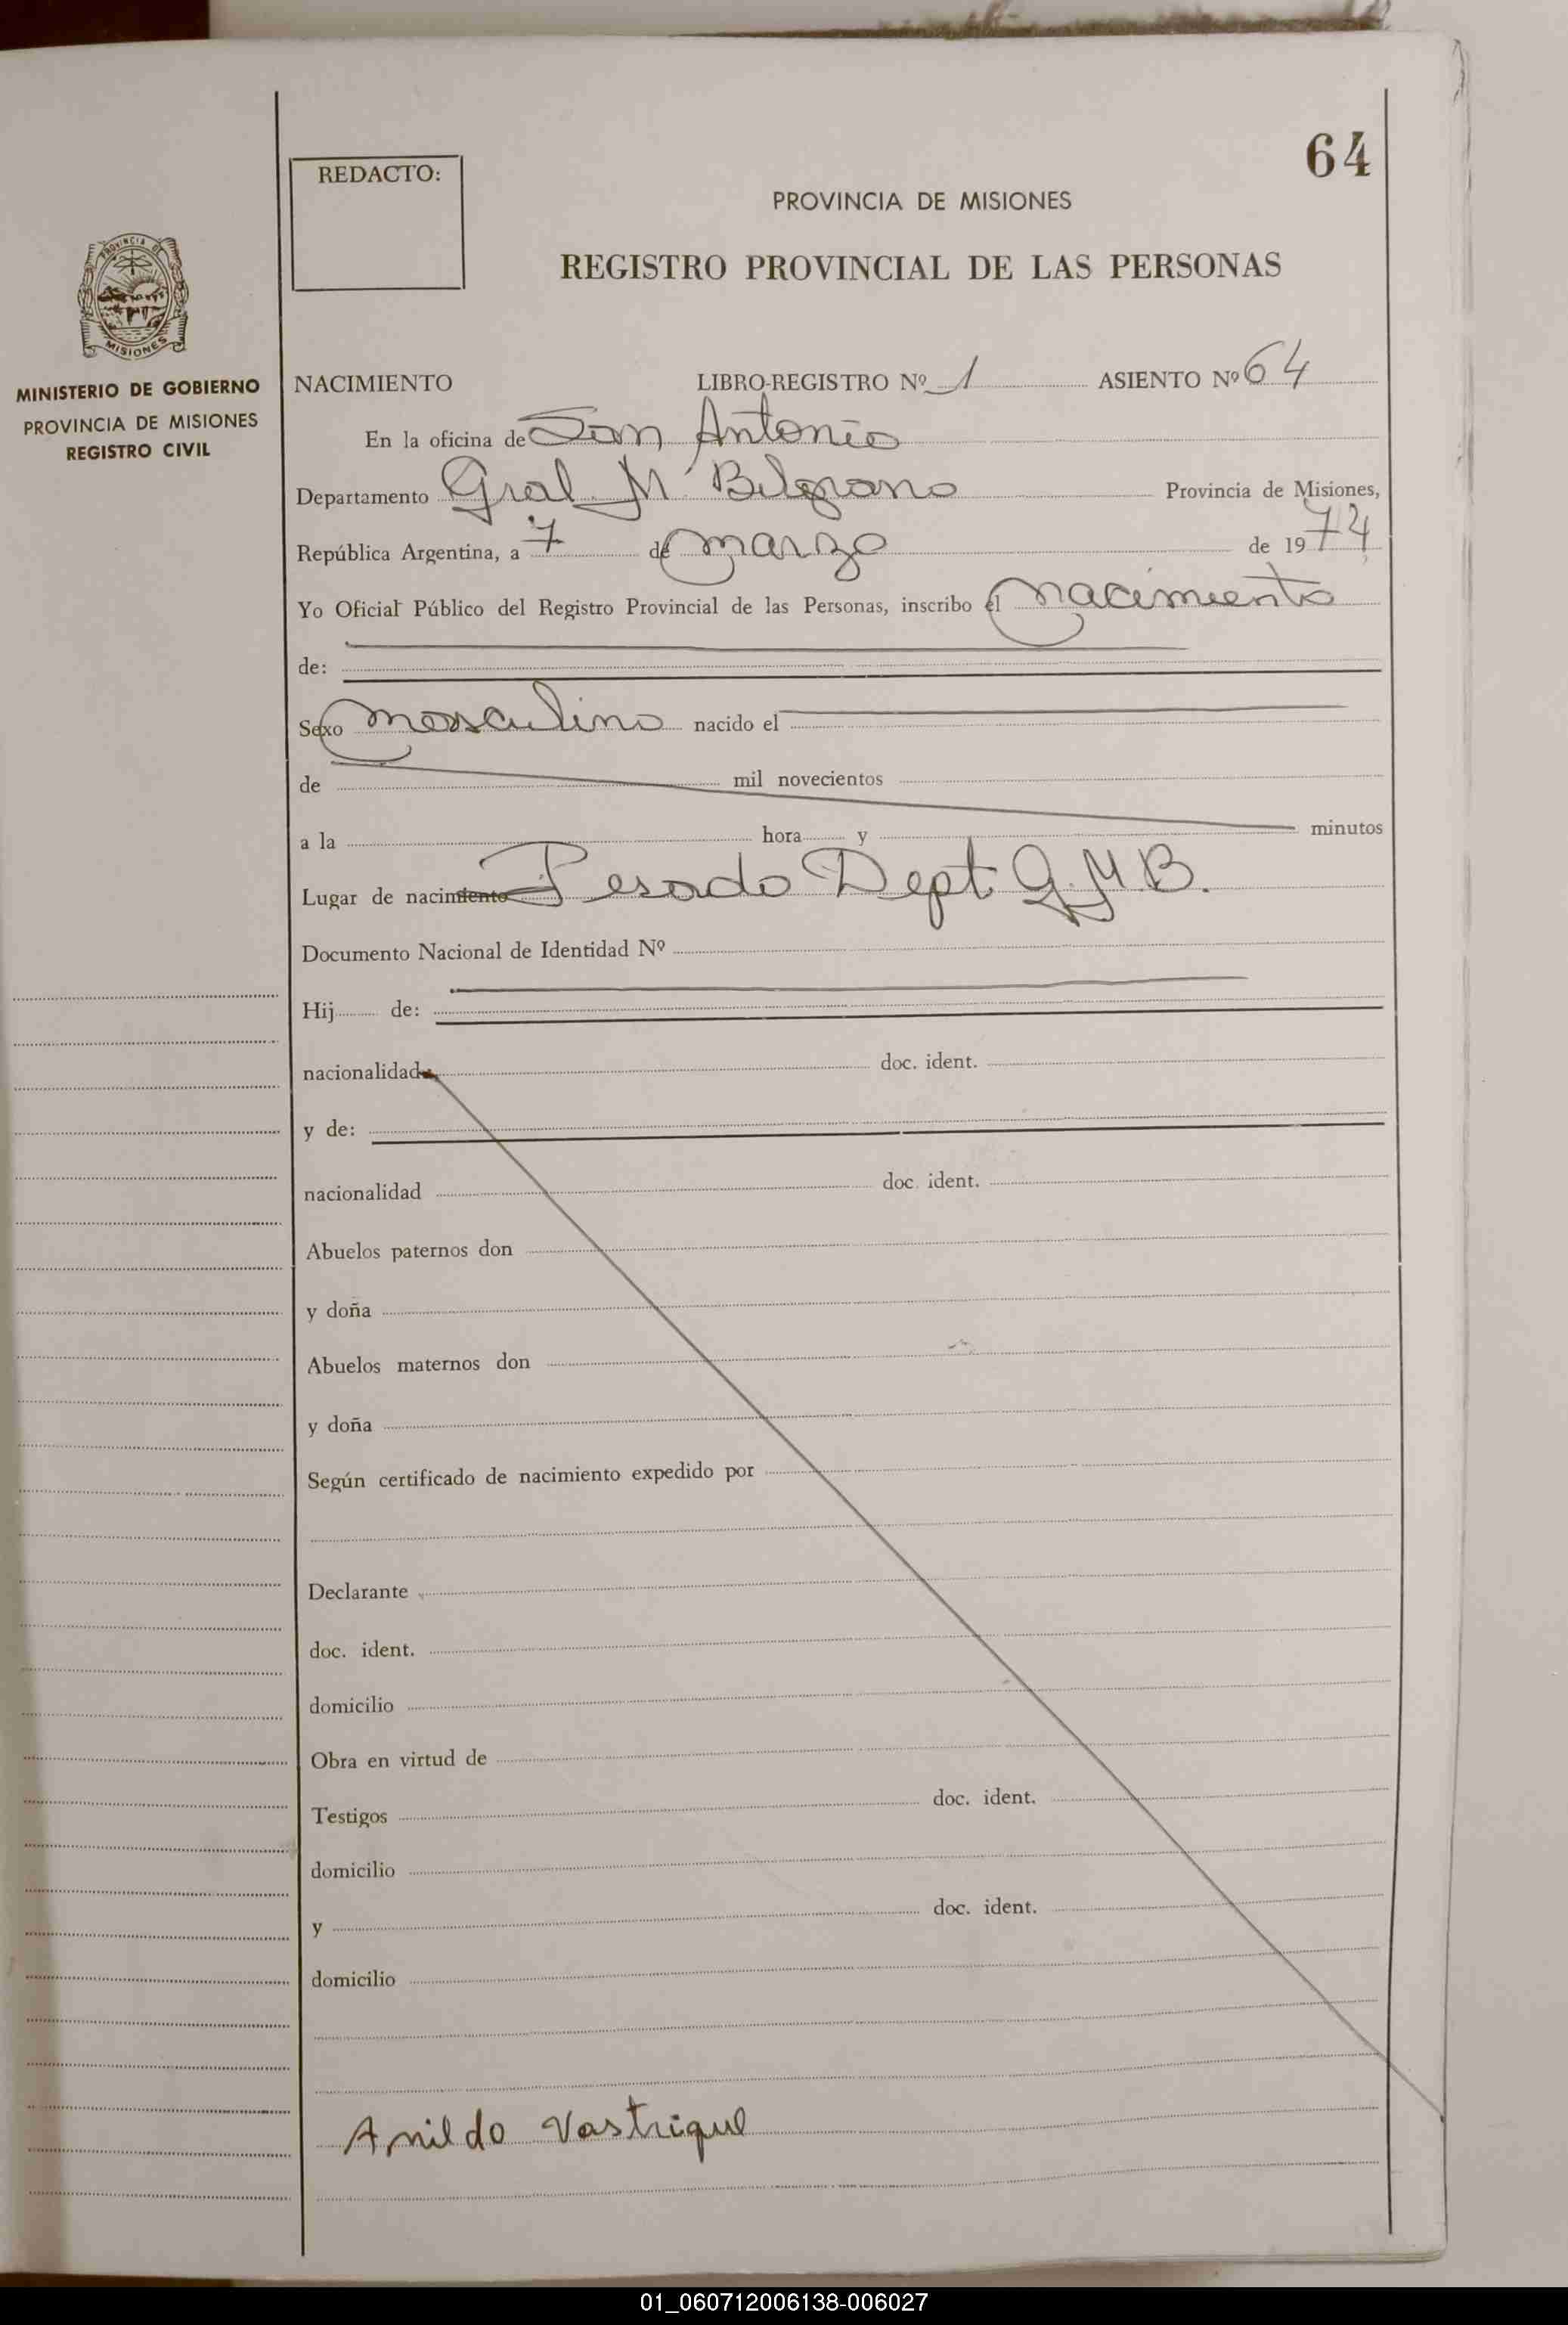 64
REDACTO:
PROVINCIA DE MISIONES
REGISTRO PROVINCIAL DE LAS PERSONAS
PROVINCIA DE
MISIONES
MINISTERIO DE GOBIERNO
PROVINCIA DE MISIONES
REGISTRO CIVIL
NACIMIENTO LIBRO-REGISTRO Nº 1 ASIENTO Nº 64
En la oficina de San Antonio
Departamento Gral M Belgrano Provincia de Misiones,
República Argentina, a 7 de marzo de 1974
Yo Oficial Público del Registro Provincial de las Personas, inscribo el nacimiento
de:
Sexo masculino nacido el
de mil novecientos
a la hora y minutos
Lugar de nacimiento Pesado Dept G.M.B.
Documento Nacional de Identidad Nº
Hij de:
nacionalidad doc. ident.
y de:
nacionalidad doc. ident.
Abuelos paternos don
y doña
Abuelos maternos don
y doña
Según certificado de nacimiento expedido por
Declarante
doc. ident.
domicilio
Obra en virtud de
Testigos doc. ident.
domicilio
y doc. ident.
domicilio
01_060712006138-006027